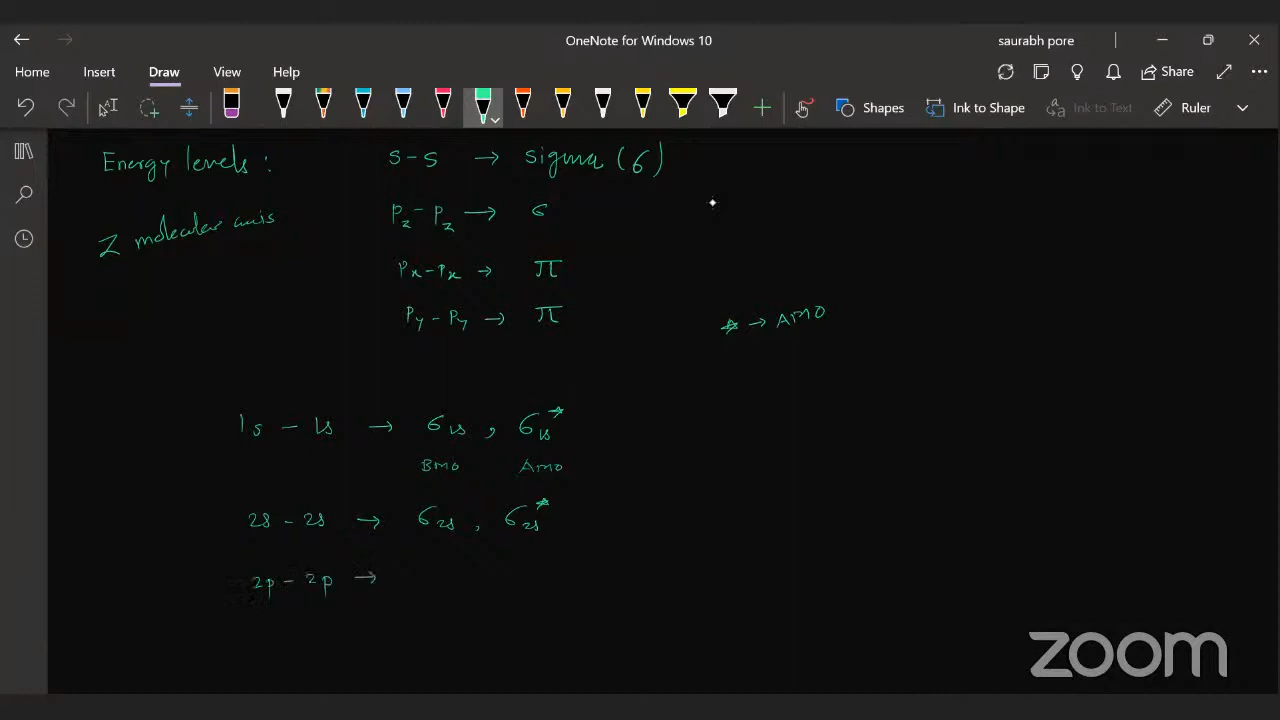 OneNote for Windows 10
saurabh pore
Home Insert Draw View Help
Share
Shapes Ink to Shape Ink to Text Ruler
Energy levels :
Z molecular axis
s-s → sigma (σ)
Pz - Pz → σ
Px - Px → π
Py - Py → π
* → AMO
1s - 1s → σ1s , σ1s*
BMO AMO
2s - 2s → σ2s , σ2s*
2p - 2p →
zoom